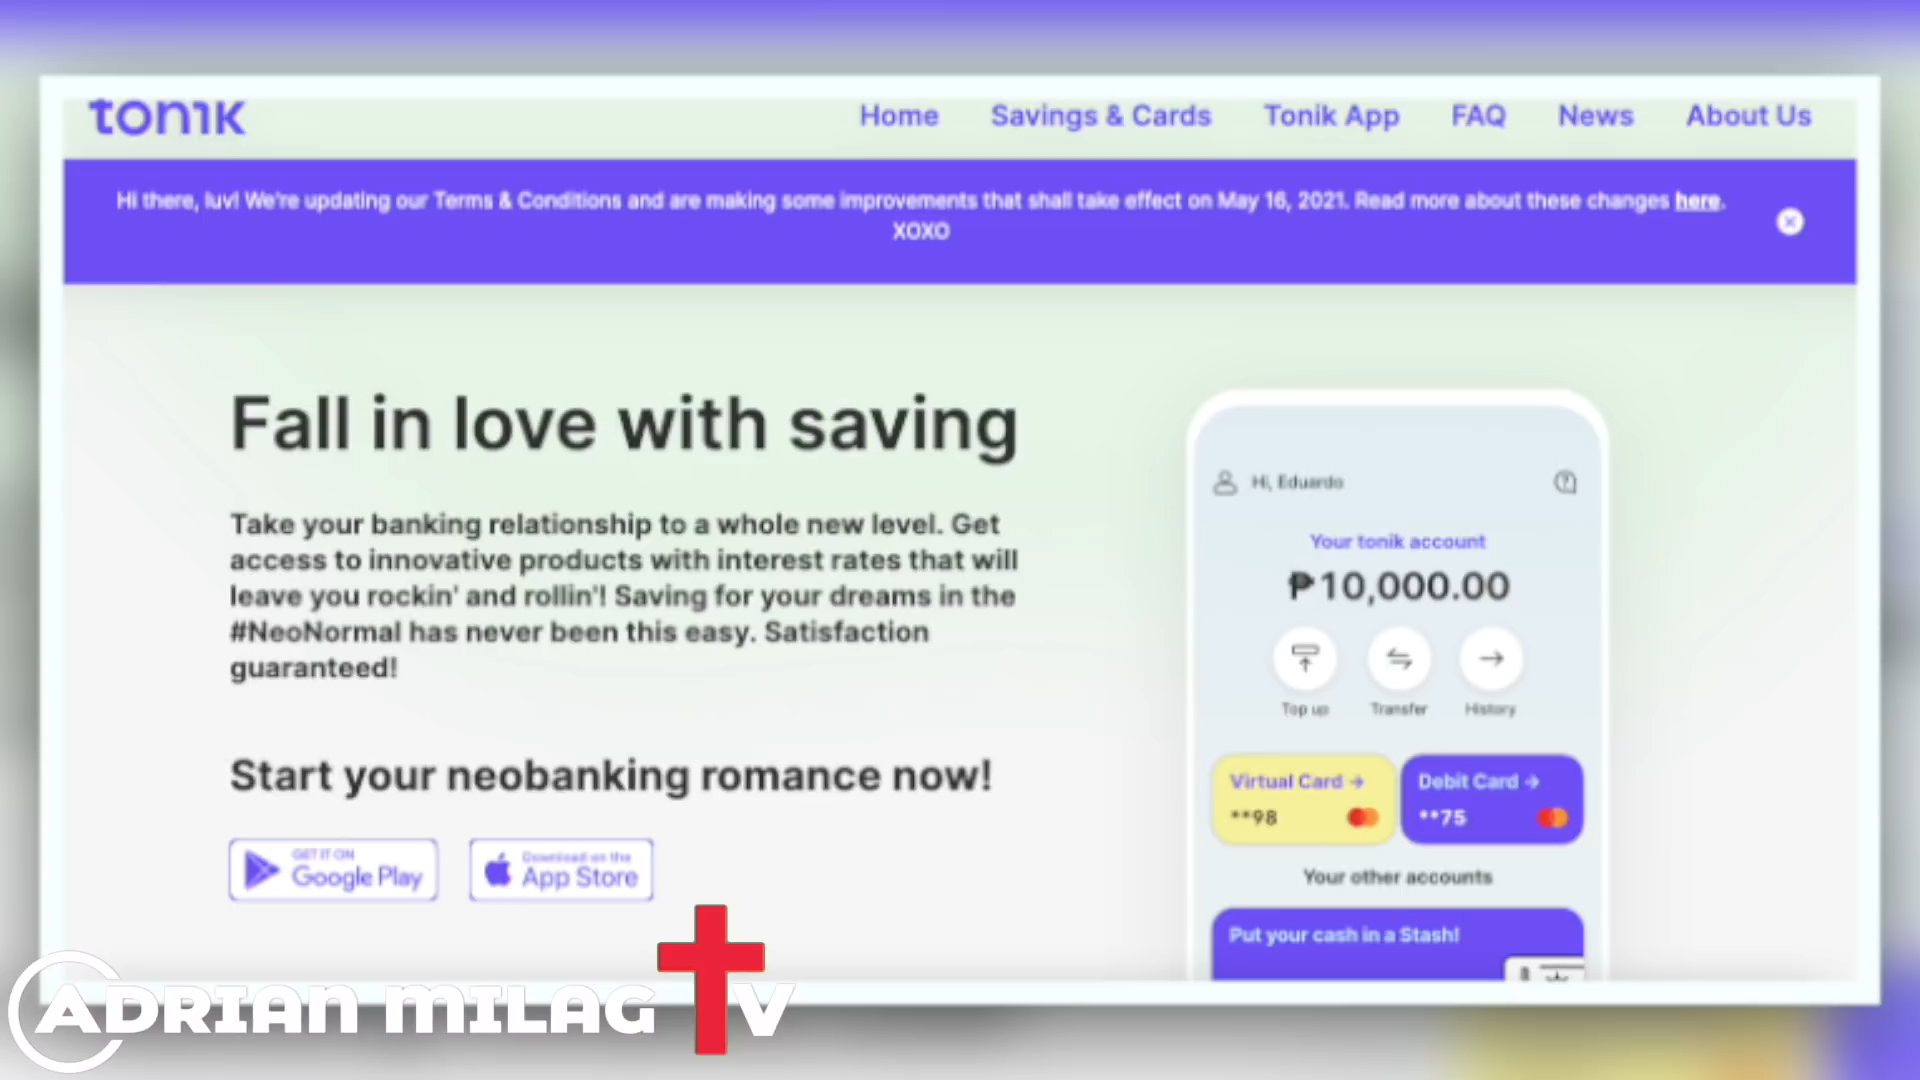 tonik
Home Savings & Cards Tonik App FAQ News About Us
Hi there, luv! We're updating our Terms & Conditions and are making some improvements that shall take effect on May 16, 2021. Read more about these changes here.
XOXO
Fall in love with saving
Take your banking relationship to a whole new level. Get
access to innovative products with interest rates that will
leave you rockin' and rollin'! Saving for your dreams in the
#NeoNormal has never been this easy. Satisfaction
guaranteed!
Start your neobanking romance now!
GET IT ON
Google Play
Download on the
App Store
Hi, Eduardo
Your tonik account
₱10,000.00
Top up Transfer History
Virtual Card → Debit Card →
**98 **75
Your other accounts
Put your cash in a Stash!
ADRIAN MILAG TV